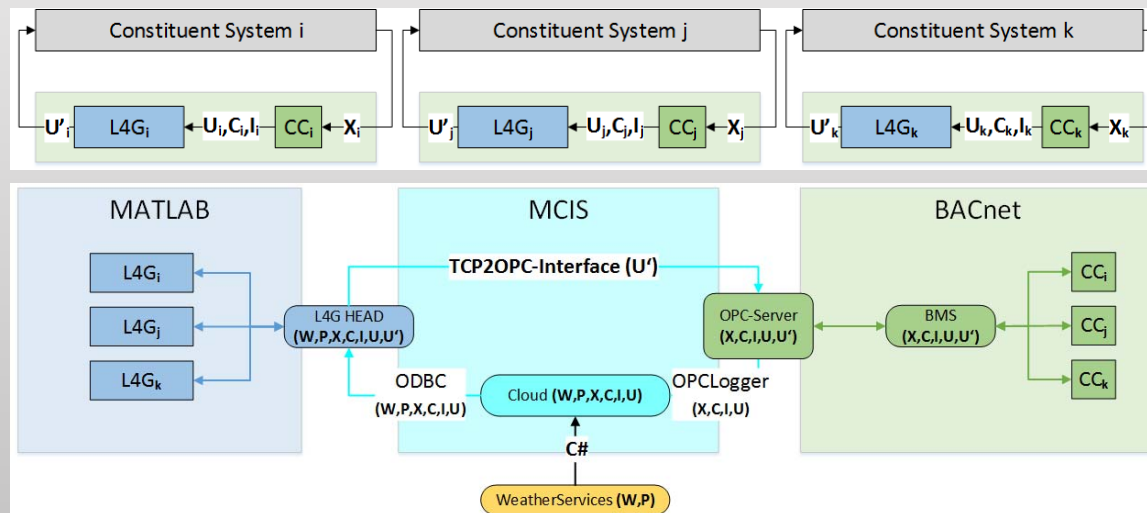 Constituent System i
Constituent System j
Constituent System k
U'i L4Gi Ui,Ci,Ii CCi Xi
U'j L4Gj Uj,Cj,Ij CCj Xj
U'k L4Gk Uk,Ck,Ik CCk Xk
MATLAB
MCIS
BACnet
L4Gi
L4Gj
L4Gk
TCP2OPC-Interface (U‘)
L4G HEAD
(W,P,X,C,I,U,U‘)
OPC-Server
(X,C,I,U,U‘)
BMS
(X,C,I,U,U‘)
CCi
CCj
CCk
ODBC
(W,P,X,C,I,U)
Cloud (W,P,X,C,I,U)
OPCLogger
(X,C,I,U)
C#
WeatherServices (W,P)